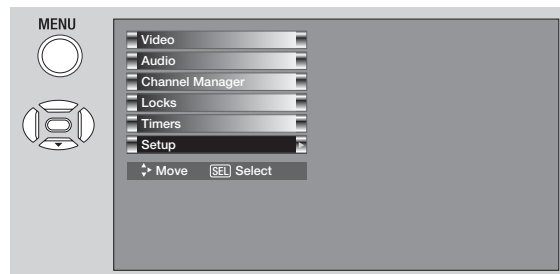 MENU
Video
Audio
Channel Manager
Locks
Timers
Setup
Move SEL Select